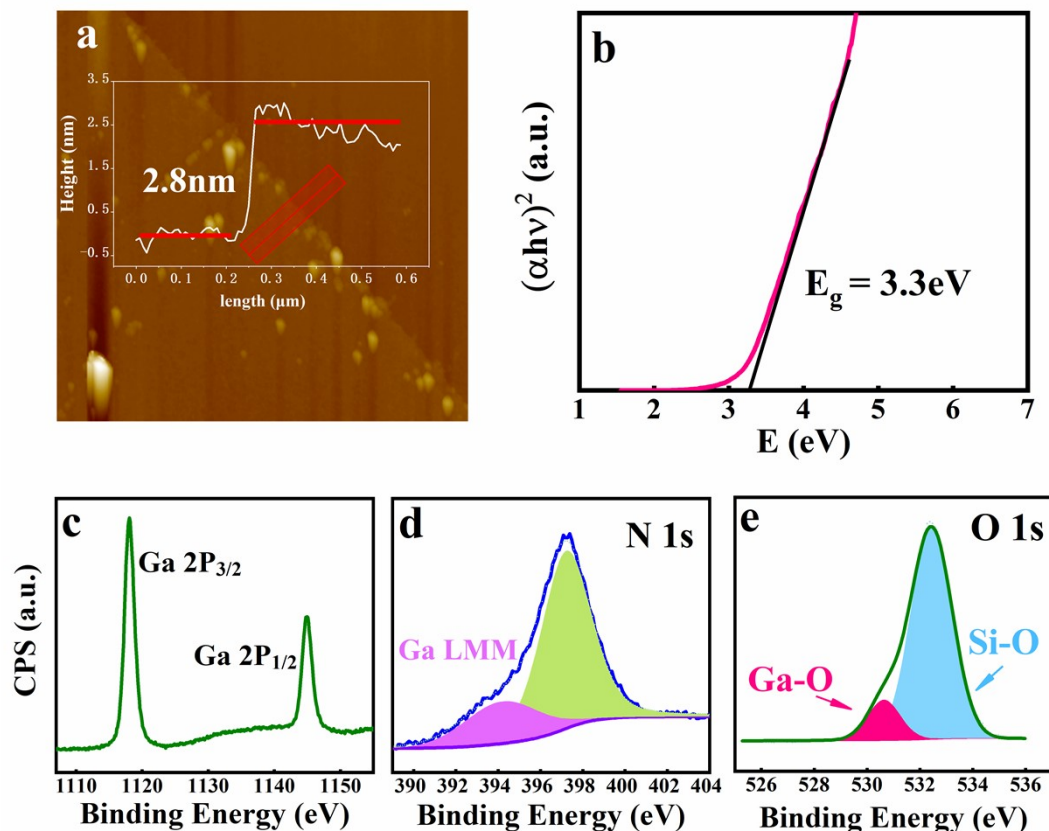 a
3.5
2.5
1.5
0.5
-0.5
Height (nm)
2.8nm
0.0 0.1 0.2 0.3 0.4 0.5 0.6
length (μm)
b
(αhν)² (a.u.)
E_g = 3.3eV
1 2 3 4 5 6 7
E (eV)
c
CPS (a.u.)
Ga 2P_3/2
Ga 2P_1/2
1110 1120 1130 1140 1150
Binding Energy (eV)
d
N 1s
Ga LMM
390 392 394 396 398 400 402 404
Binding Energy (eV)
e
O 1s
Ga-O
Si-O
526 528 530 532 534 536
Binding Energy (eV)